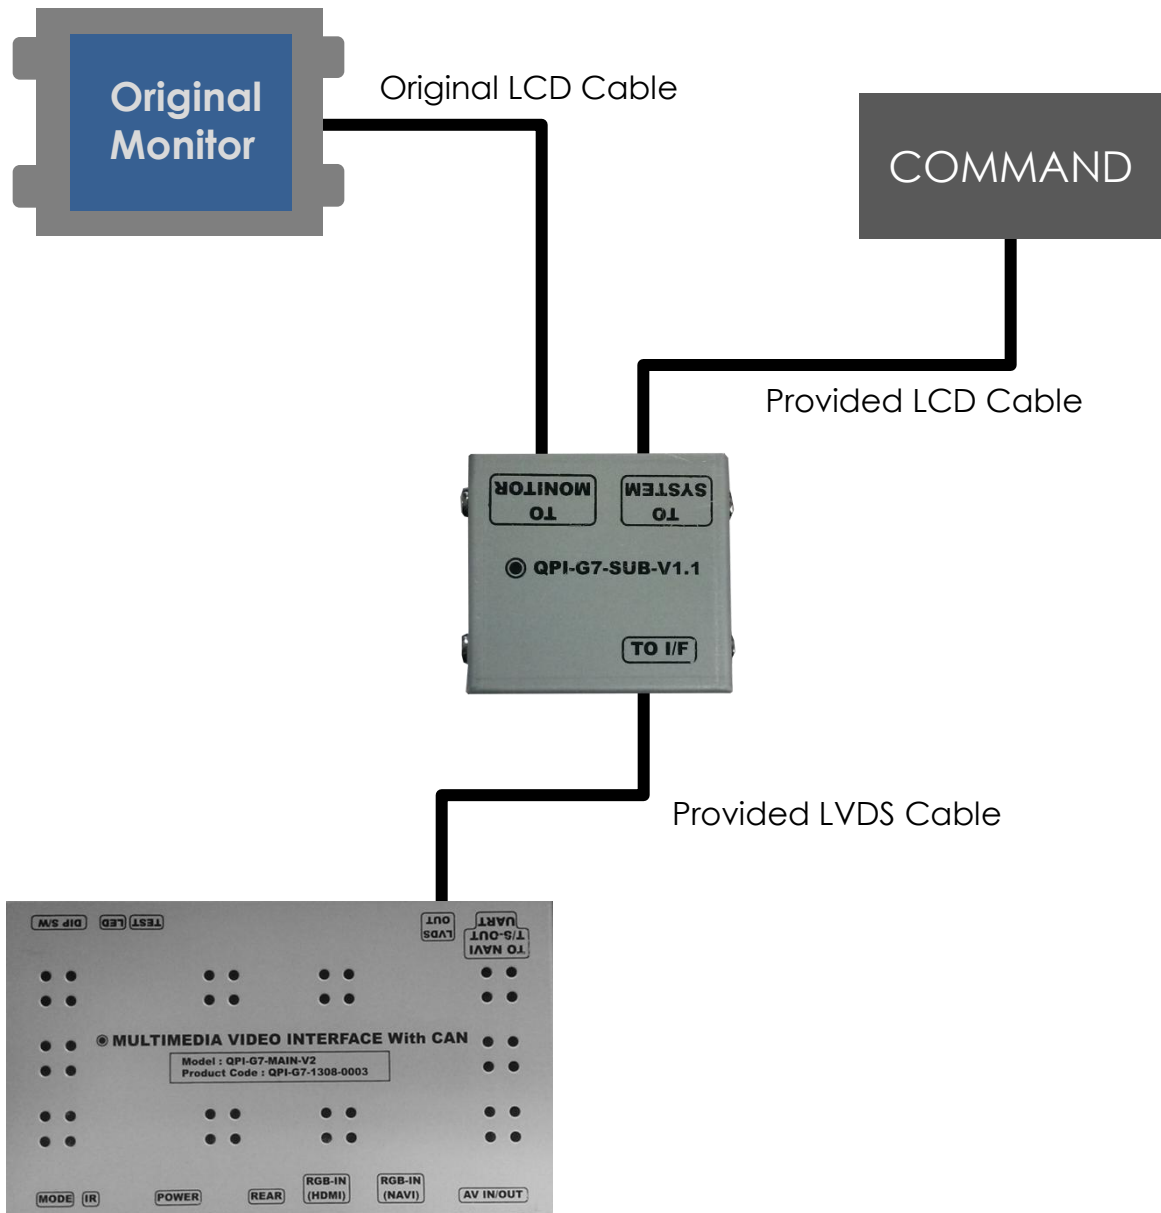 Original LCD Cable
Original
Monitor
COMMAND
Provided LCD Cable
TO
MONITOR
TO
SYSTEM
QPI-G7-SUB-V1.1
TO I/F
Provided LVDS Cable
DIP S/W
LED
TEST
LVDS
OUT
TO NAVI
T/S-OUT
UART
MULTIMEDIA VIDEO INTERFACE With CAN
Model : QPI-G7-MAIN-V2
Product Code : QPI-G7-1308-0003
MODE
IR
POWER
REAR
RGB-IN
(HDMI)
RGB-IN
(NAVI)
AV IN/OUT